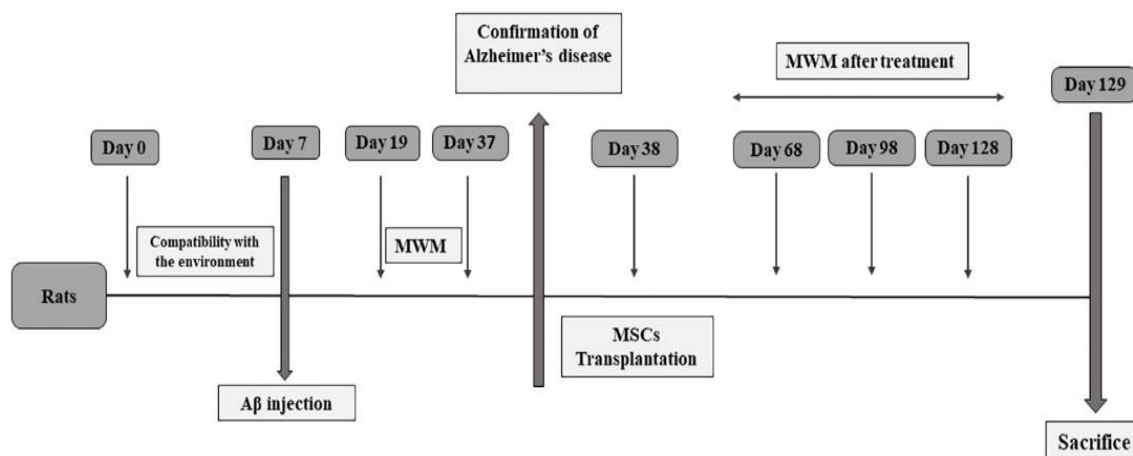 Confirmation of
Alzheimer's disease
MWM after treatment
Day 129
Day 0
Day 7
Day 19
Day 37
Day 38
Day 68
Day 98
Day 128
Compatibility with
the environment
MWM
Rats
MSCs
Transplantation
Aβ injection
Sacrifice